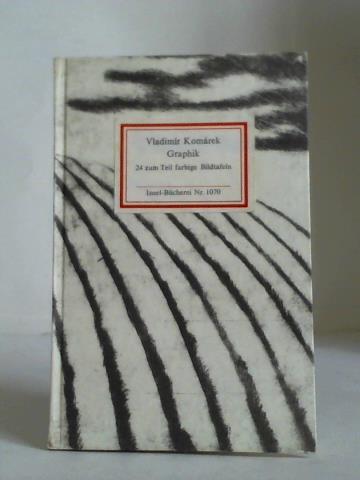 Vladimír Komárek
Graphik
24 zum Teil farbige Bildtafeln
Insel-Bücherei Nr. 1070